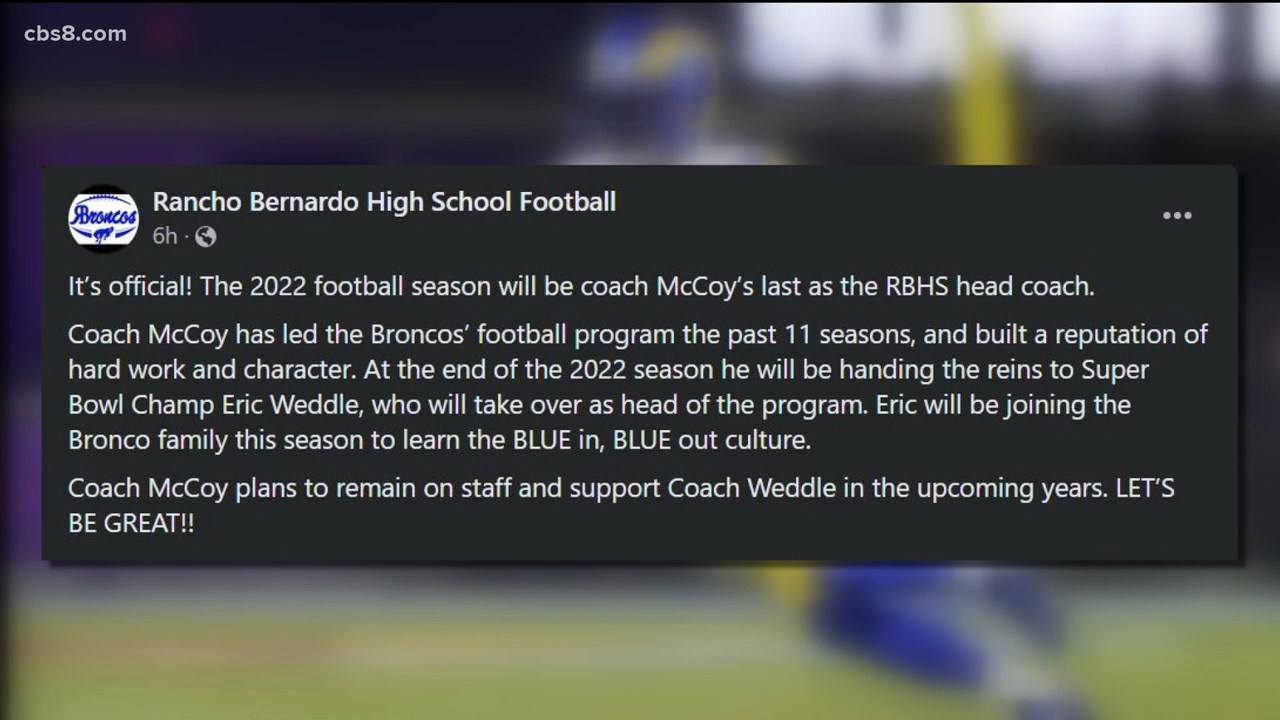 cbs8.com
Rancho Bernardo High School Football
Broncos
6h ·
It’s official! The 2022 football season will be coach McCoy’s last as the RBHS head coach.
Coach McCoy has led the Broncos’ football program the past 11 seasons, and built a reputation of
hard work and character. At the end of the 2022 season he will be handing the reins to Super
Bowl Champ Eric Weddle, who will take over as head of the program. Eric will be joining the
Bronco family this season to learn the BLUE in, BLUE out culture.
Coach McCoy plans to remain on staff and support Coach Weddle in the upcoming years. LET’S
BE GREAT!!